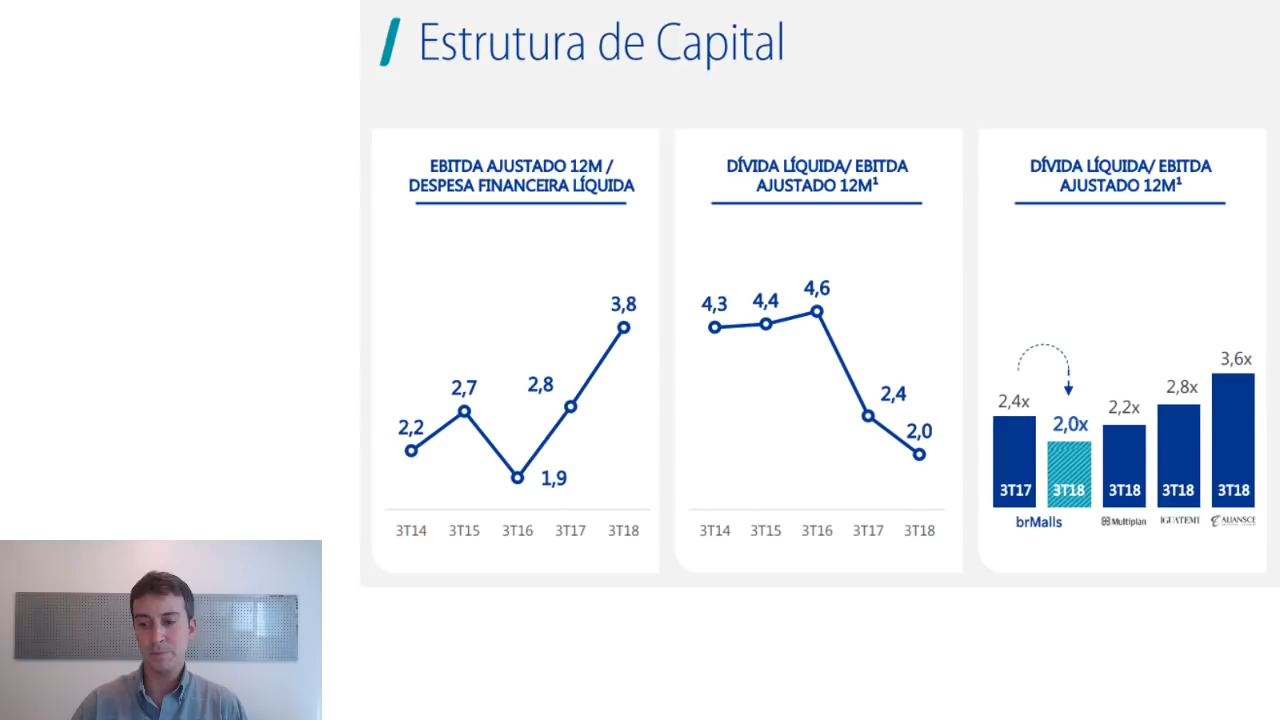 Estrutura de Capital
EBITDA AJUSTADO 12M /
DESPESA FINANCEIRA LÍQUIDA
3,8
2,7
2,8
2,2
1,9
3T14 3T15 3T16 3T17 3T18
DÍVIDA LÍQUIDA/ EBITDA
AJUSTADO 12M¹
4,6
4,3 4,4
2,4
2,0
3T14 3T15 3T16 3T17 3T18
DÍVIDA LÍQUIDA/ EBITDA
AJUSTADO 12M¹
3,6x
2,8x
2,4x
2,2x
2,0x
3T17 3T18 3T18 3T18 3T18
brMalls Multiplan IGUATEMI ALIANSCE